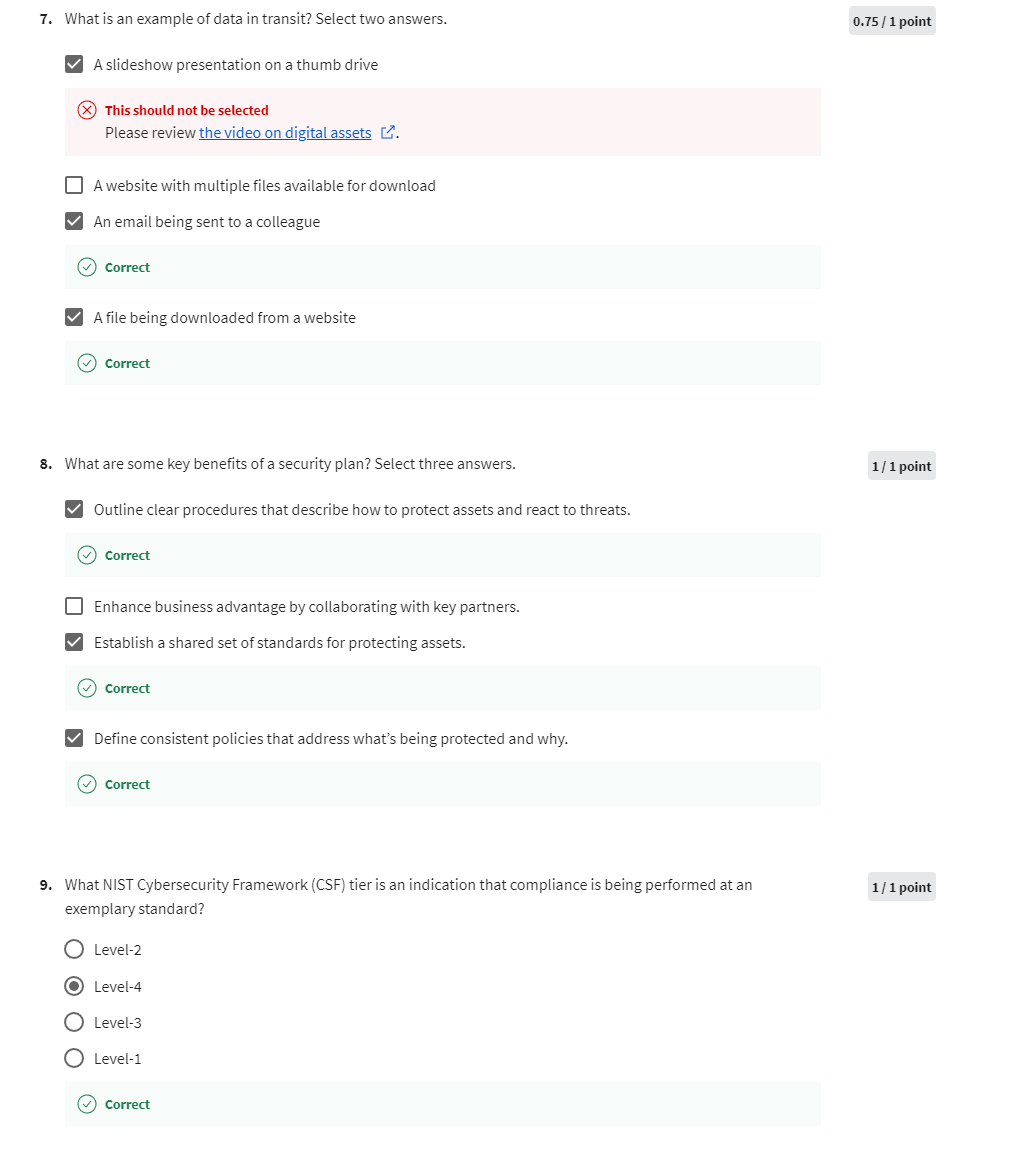 7. What is an example of data in transit? Select two answers.
0.75 / 1 point
A slideshow presentation on a thumb drive
This should not be selected
Please review the video on digital assets.
A website with multiple files available for download
An email being sent to a colleague
Correct
A file being downloaded from a website
Correct
8. What are some key benefits of a security plan? Select three answers.
1 / 1 point
Outline clear procedures that describe how to protect assets and react to threats.
Correct
Enhance business advantage by collaborating with key partners.
Establish a shared set of standards for protecting assets.
Correct
Define consistent policies that address what’s being protected and why.
Correct
9. What NIST Cybersecurity Framework (CSF) tier is an indication that compliance is being performed at an
exemplary standard?
1 / 1 point
Level-2
Level-4
Level-3
Level-1
Correct